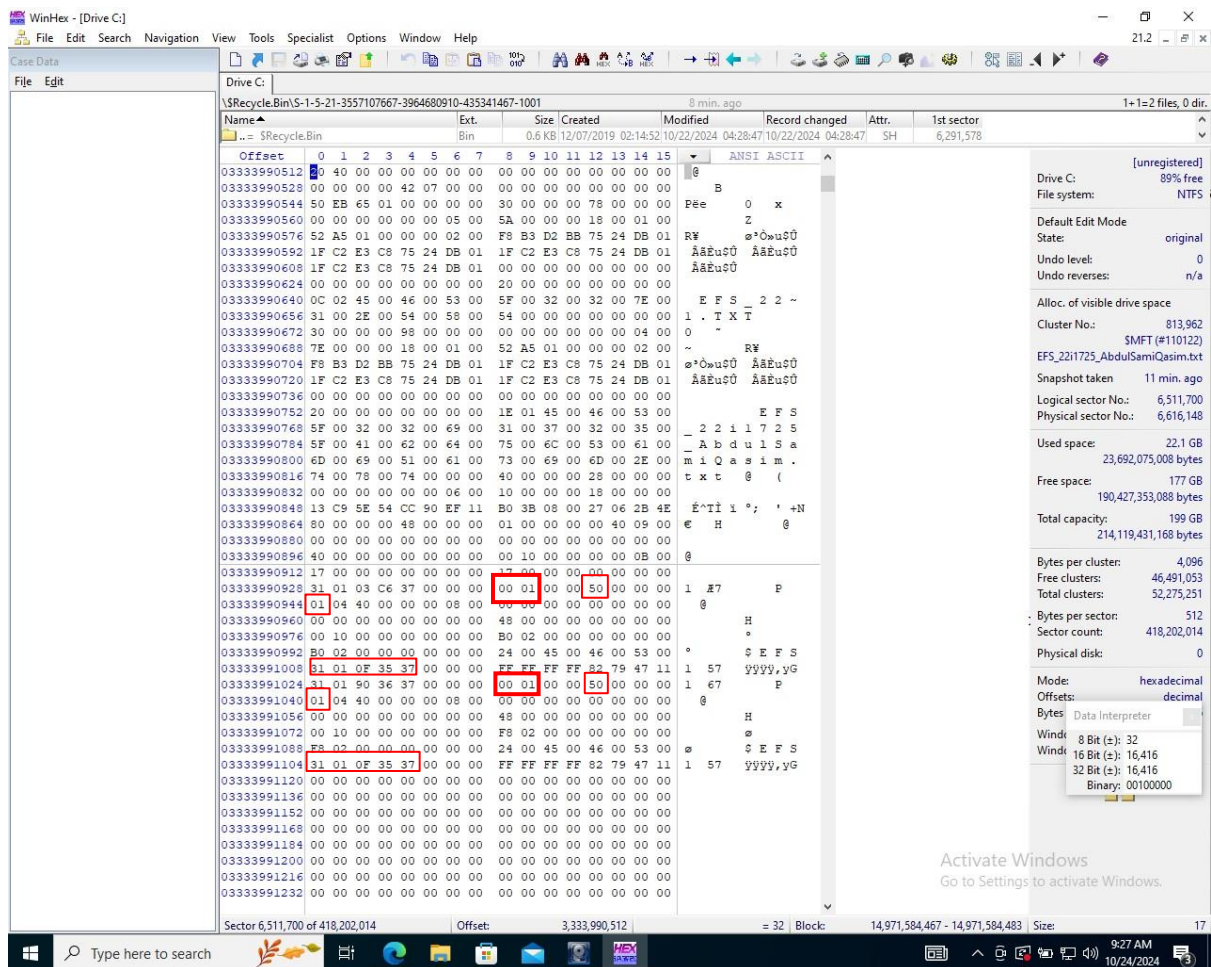 WinHex - [Drive C:]
File Edit Search Navigation View Tools Specialist Options Window Help
21.2
Case Data
File Edit
Drive C:
\$Recycle.Bin\S-1-5-21-3557107667-3964680910-435341467-1001
8 min. ago
1+1=2 files, 0 dir.
Name Ext. Size Created Modified Record changed Attr. 1st sector
.. = $Recycle.Bin Bin 0.6 KB 12/07/2019 02:14:52 10/22/2024 04:28:47 10/22/2024 04:28:47 SH 6,291,578
Offset 0 1 2 3 4 5 6 7 8 9 10 11 12 13 14 15 ANSI ASCII
03333990512 20 40 00 00 00 00 00 00 00 00 00 00 00 00 00 00 @
03333990528 00 00 00 00 42 07 00 00 00 00 00 00 00 00 00 00 B
03333990544 50 EB 65 01 00 00 00 00 30 00 00 00 78 00 00 00 Pëe 0 x
03333990560 00 00 00 00 00 00 05 00 5A 00 00 00 18 00 01 00 Z
03333990576 52 A5 01 00 00 00 02 00 F8 B3 D2 BB 75 24 DB 01 R¥ ø³Ò»u$Û
03333990592 1F C2 E3 C8 75 24 DB 01 1F C2 E3 C8 75 24 DB 01 ÂãÈu$Û ÂãÈu$Û
03333990608 1F C2 E3 C8 75 24 DB 01 00 00 00 00 00 00 00 00 ÂãÈu$Û
03333990624 00 00 00 00 00 00 00 00 20 00 00 00 00 00 00 00
03333990640 0C 02 45 00 46 00 53 00 5F 00 32 00 32 00 7E 00 E F S _ 2 2 ~
03333990656 31 00 2E 00 54 00 58 00 54 00 00 00 00 00 00 00 1 . T X T
03333990672 30 00 00 00 98 00 00 00 00 00 00 00 00 00 04 00 0 ˜
03333990688 7E 00 00 00 18 00 01 00 52 A5 01 00 00 00 02 00 ~ R¥
03333990704 F8 B3 D2 BB 75 24 DB 01 1F C2 E3 C8 75 24 DB 01 ø³Ò»u$Û ÂãÈu$Û
03333990720 1F C2 E3 C8 75 24 DB 01 1F C2 E3 C8 75 24 DB 01 ÂãÈu$Û ÂãÈu$Û
03333990736 00 00 00 00 00 00 00 00 00 00 00 00 00 00 00 00
03333990752 20 00 00 00 00 00 00 00 1E 01 45 00 46 00 53 00 E F S
03333990768 5F 00 32 00 32 00 69 00 31 00 37 00 32 00 35 00 _ 2 2 i 1 7 2 5
03333990784 5F 00 41 00 62 00 64 00 75 00 6C 00 53 00 61 00 _ A b d u l S a
03333990800 6D 00 69 00 51 00 61 00 73 00 69 00 6D 00 2E 00 m i Q a s i m .
03333990816 74 00 78 00 74 00 00 00 40 00 00 00 28 00 00 00 t x t @ (
03333990832 00 00 00 00 00 00 06 00 10 00 00 00 18 00 00 00
03333990848 13 C9 5E 54 CC 90 EF 11 B0 3B 08 00 27 06 2B 4E É^TÌ ï °; ' +N
03333990864 80 00 00 00 48 00 00 00 01 00 00 00 00 40 09 00 € H @
03333990880 00 00 00 00 00 00 00 00 00 00 00 00 00 00 00 00
03333990896 40 00 00 00 00 00 00 00 00 10 00 00 00 00 0B 00 @
03333990912 17 00 00 00 00 00 00 00 17 00 00 00 00 00 00 00
03333990928 31 01 03 C6 37 00 00 00 00 01 00 00 50 00 00 00 1 Æ7 P
03333990944 01 04 40 00 00 00 08 00 00 00 00 00 00 00 00 00 @
03333990960 00 00 00 00 00 00 00 00 48 00 00 00 00 00 00 00 H
03333990976 00 10 00 00 00 00 00 00 B0 02 00 00 00 00 00 00 °
03333990992 B0 02 00 00 00 00 00 00 24 00 45 00 46 00 53 00 ° $ E F S
03333991008 31 01 0F 35 37 00 00 00 FF FF FF FF 82 79 47 11 1 57 ÿÿÿÿ‚yG
03333991024 31 01 90 36 37 00 00 00 00 01 00 00 50 00 00 00 1 67 P
03333991040 01 04 40 00 00 00 08 00 00 00 00 00 00 00 00 00 @
03333991056 00 00 00 00 00 00 00 00 48 00 00 00 00 00 00 00 H
03333991072 00 10 00 00 00 00 00 00 F8 02 00 00 00 00 00 00 ø
03333991088 F8 02 00 00 00 00 00 00 24 00 45 00 46 00 53 00 ø $ E F S
03333991104 31 01 0F 35 37 00 00 00 FF FF FF FF 82 79 47 11 1 57 ÿÿÿÿ‚yG
03333991120 00 00 00 00 00 00 00 00 00 00 00 00 00 00 00 00
03333991136 00 00 00 00 00 00 00 00 00 00 00 00 00 00 00 00
03333991152 00 00 00 00 00 00 00 00 00 00 00 00 00 00 00 00
03333991168 00 00 00 00 00 00 00 00 00 00 00 00 00 00 00 00
03333991184 00 00 00 00 00 00 00 00 00 00 00 00 00 00 00 00
03333991200 00 00 00 00 00 00 00 00 00 00 00 00 00 00 00 00
03333991216 00 00 00 00 00 00 00 00 00 00 00 00 00 00 00 00
03333991232 00 00 00 00 00 00 00 00 00 00 00 00 00 00 00 00
[unregistered]
Drive C: 89% free
File system: NTFS
Default Edit Mode
State: original
Undo level: 0
Undo reverses: n/a
Alloc. of visible drive space
Cluster No.: 813,962
$MFT (#110122)
EFS_22i1725_AbdulSamiQasim.txt
Snapshot taken 11 min. ago
Logical sector No.: 6,511,700
Physical sector No.: 6,616,148
Used space: 22.1 GB
23,692,075,008 bytes
Free space: 177 GB
190,427,353,088 bytes
Total capacity: 199 GB
214,119,431,168 bytes
Bytes per cluster: 4,096
Free clusters: 46,491,053
Total clusters: 52,275,251
Bytes per sector: 512
Sector count: 418,202,014
Physical disk: 0
Mode: hexadecimal
Offsets: decimal
Bytes
Data Interpreter
8 Bit (±): 32
16 Bit (±): 16,416
32 Bit (±): 16,416
Binary: 00100000
Activate Windows
Go to Settings to activate Windows.
Sector 6,511,700 of 418,202,014 Offset: 3,333,990,512 = 32 Block: 14,971,584,467 - 14,971,584,483 Size: 17
Type here to search
HEX
9:27 AM
10/24/2024
3